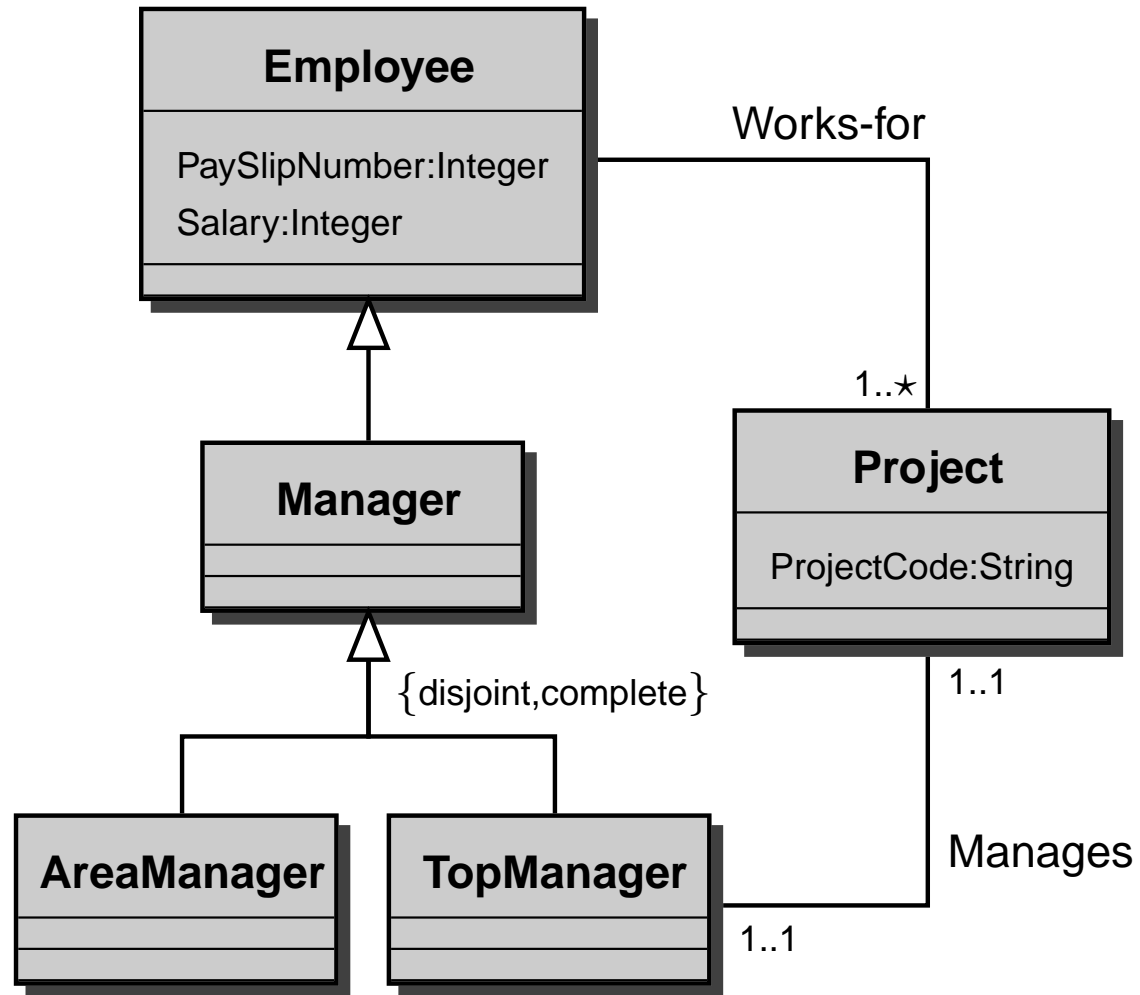 Employee
PaySlipNumber:Integer
Salary:Integer
Works-for
1..⋆
Project
ProjectCode:String
Manager
{disjoint,complete}
1..1
AreaManager
TopManager
Manages
1..1